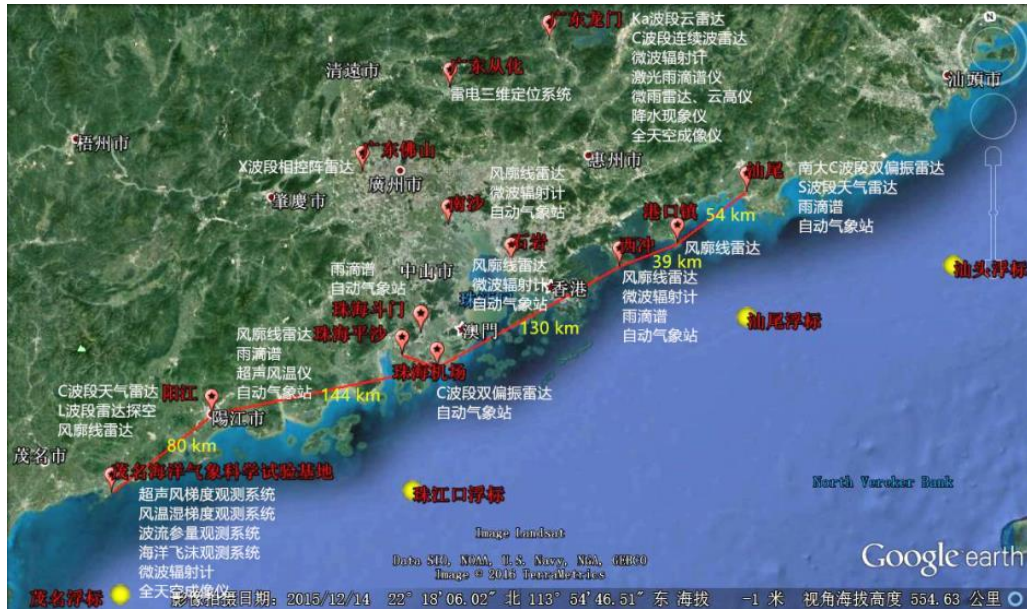 广东龙门
Ka波段云雷达
C波段连续波雷达
微波辐射计
激光雨滴谱仪
微雨雷达、云高仪
降水现象仪
全天空成像仪
N
清遠市
广东从化
雷电三维定位系统
汕頭市
梧州市
广东佛山
X波段相控阵雷达
廣州市
惠州市
肇慶市
南沙
风廓线雷达
微波辐射计
自动气象站
汕尾
南大C波段双偏振雷达
S波段天气雷达
雨滴谱
自动气象站
54 km
港口镇
风廓线雷达
39 km
石岩
风廓线雷达
微波辐射计
自动气象站
西冲
风廓线雷达
微波辐射计
雨滴谱
自动气象站
汕头浮标
中山市
香港
雨滴谱
自动气象站
珠海斗门
珠
澳門
130 km
汕尾浮标
珠海平沙
风廓线雷达
雨滴谱
超声风温仪
自动气象站
珠海机场
C波段双偏振雷达
自动气象站
144 km
阳江
C波段天气雷达
L波段雷达探空
风廓线雷达
陽江市
80 km
茂名市
茂名海洋气象科学试验基地
超声风梯度观测系统
风温湿梯度观测系统
波流参量观测系统
海洋飞沫观测系统
微波辐射计
全天空成像仪
珠江口浮标
North Vereker Bank
Image Landsat
Data SIO, NOAA, U.S. Navy, NGA, GEBCO
Image © 2016 TerraMetrics
Google earth
茂名浮标
影像拍摄日期: 2015/12/14 22° 18'06.02" 北 113° 54'46.51" 东 海拔 -1 米 视角海拔高度 554.63 公里